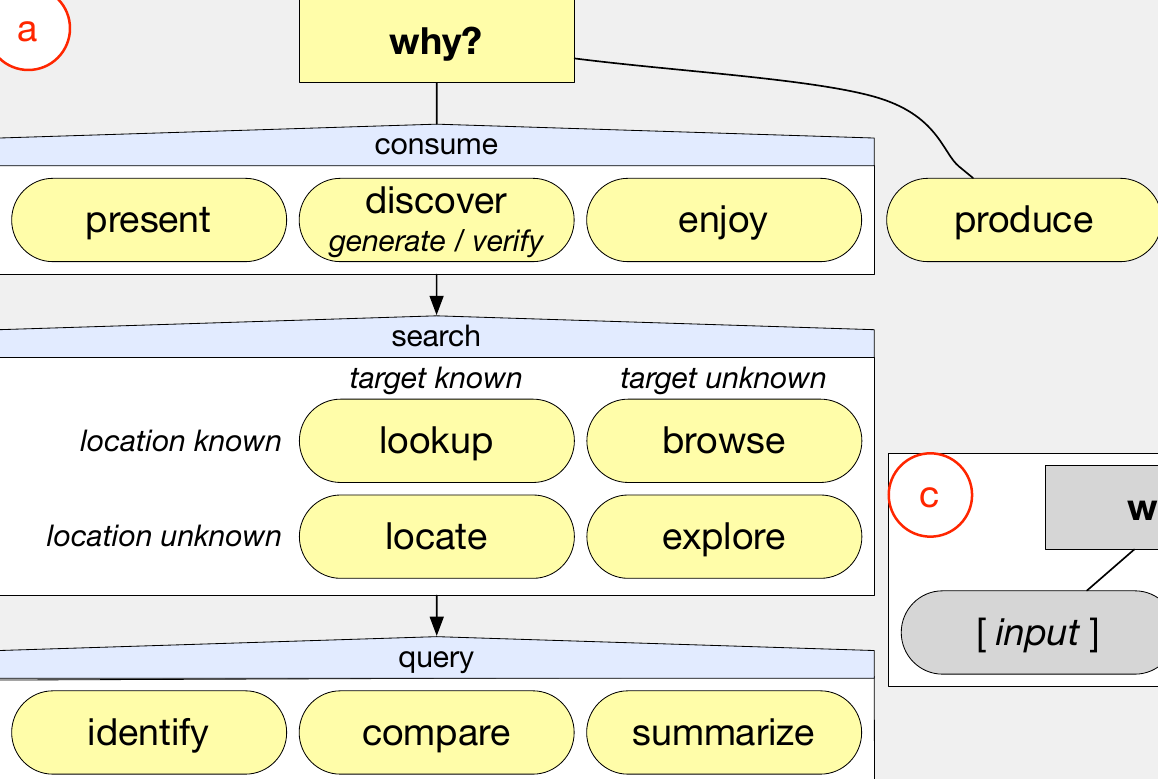 a
why?
consume
present
discover
generate / verify
enjoy
produce
search
target known
target unknown
location known
lookup
browse
location unknown
locate
explore
query
identify
compare
summarize
c
[ input ]